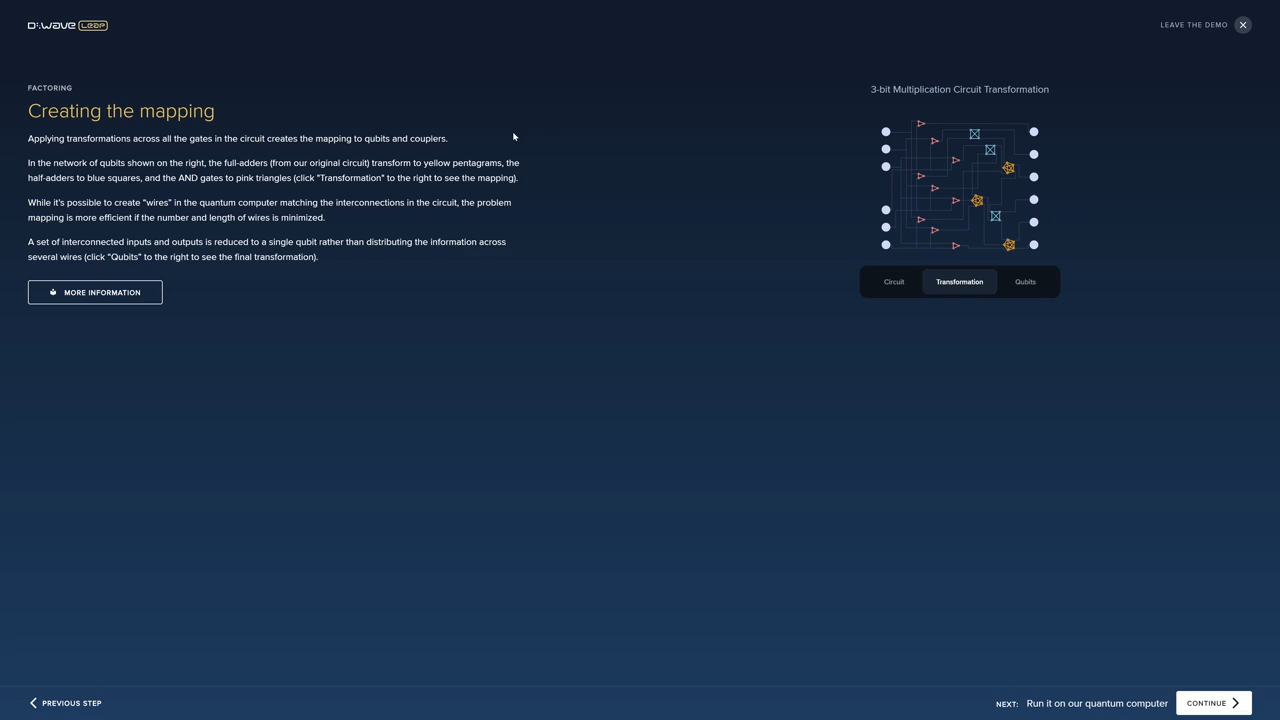 D:Wave Leap
LEAVE THE DEMO
FACTORING
Creating the mapping
Applying transformations across all the gates in the circuit creates the mapping to qubits and couplers.
In the network of qubits shown on the right, the full-adders (from our original circuit) transform to yellow pentagrams, the
half-adders to blue squares, and the AND gates to pink triangles (click "Transformation" to the right to see the mapping).
While it’s possible to create “wires” in the quantum computer matching the interconnections in the circuit, the problem
mapping is more efficient if the number and length of wires is minimized.
A set of interconnected inputs and outputs is reduced to a single qubit rather than distributing the information across
several wires (click “Qubits” to the right to see the final transformation).
MORE INFORMATION
3-bit Multiplication Circuit Transformation
Circuit Transformation Qubits
PREVIOUS STEP
NEXT: Run it on our quantum computer CONTINUE